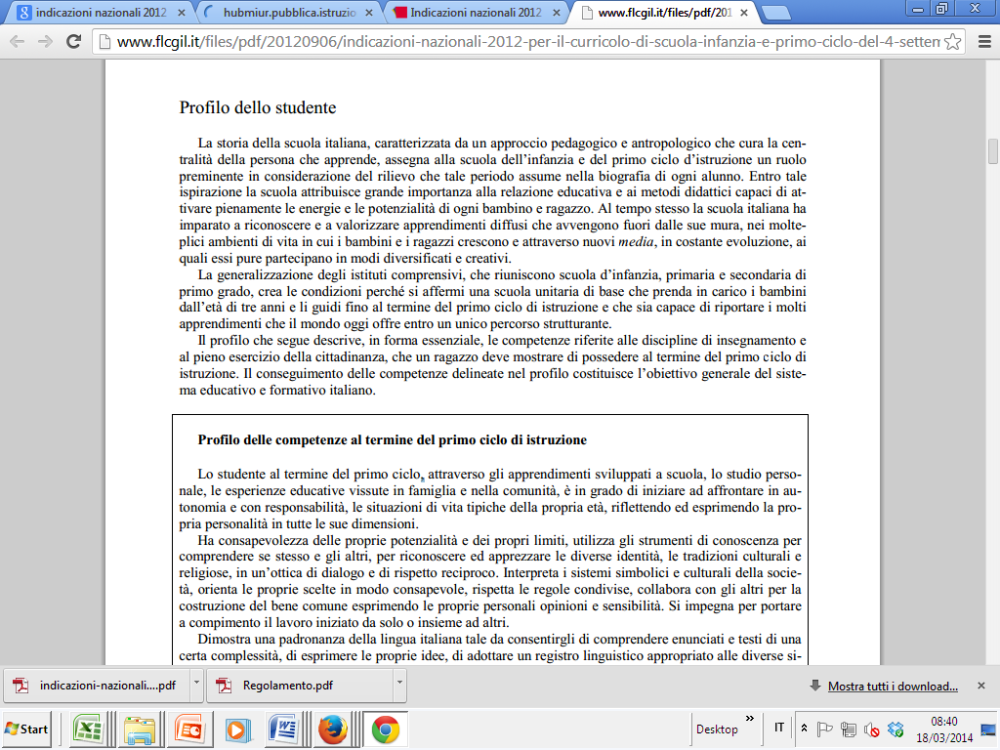 indicazioni nazionali 2012
hubmiur.pubblica.istruzio
Indicazioni nazionali 2012
www.flcgil.it/files/pdf/201
www.flcgil.it/files/pdf/20120906/indicazioni-nazionali-2012-per-il-curricolo-di-scuola-infanzia-e-primo-ciclo-del-4-settem
Profilo dello studente
La storia della scuola italiana, caratterizzata da un approccio pedagogico e antropologico che cura la cen-
tralità della persona che apprende, assegna alla scuola dell’infanzia e del primo ciclo d’istruzione un ruolo
preminente in considerazione del rilievo che tale periodo assume nella biografia di ogni alunno. Entro tale
ispirazione la scuola attribuisce grande importanza alla relazione educativa e ai metodi didattici capaci di at-
tivare pienamente le energie e le potenzialità di ogni bambino e ragazzo. Al tempo stesso la scuola italiana ha
imparato a riconoscere e a valorizzare apprendimenti diffusi che avvengono fuori dalle sue mura, nei molte-
plici ambienti di vita in cui i bambini e i ragazzi crescono e attraverso nuovi media, in costante evoluzione, ai
quali essi pure partecipano in modi diversificati e creativi.
La generalizzazione degli istituti comprensivi, che riuniscono scuola d’infanzia, primaria e secondaria di
primo grado, crea le condizioni perché si affermi una scuola unitaria di base che prenda in carico i bambini
dall’età di tre anni e li guidi fino al termine del primo ciclo di istruzione e che sia capace di riportare i molti
apprendimenti che il mondo oggi offre entro un unico percorso strutturante.
Il profilo che segue descrive, in forma essenziale, le competenze riferite alle discipline di insegnamento e
al pieno esercizio della cittadinanza, che un ragazzo deve mostrare di possedere al termine del primo ciclo di
istruzione. Il conseguimento delle competenze delineate nel profilo costituisce l’obiettivo generale del siste-
ma educativo e formativo italiano.
Profilo delle competenze al termine del primo ciclo di istruzione
Lo studente al termine del primo ciclo, attraverso gli apprendimenti sviluppati a scuola, lo studio perso-
nale, le esperienze educative vissute in famiglia e nella comunità, è in grado di iniziare ad affrontare in au-
tonomia e con responsabilità, le situazioni di vita tipiche della propria età, riflettendo ed esprimendo la pro-
pria personalità in tutte le sue dimensioni.
Ha consapevolezza delle proprie potenzialità e dei propri limiti, utilizza gli strumenti di conoscenza per
comprendere se stesso e gli altri, per riconoscere ed apprezzare le diverse identità, le tradizioni culturali e
religiose, in un’ottica di dialogo e di rispetto reciproco. Interpreta i sistemi simbolici e culturali della socie-
tà, orienta le proprie scelte in modo consapevole, rispetta le regole condivise, collabora con gli altri per la
costruzione del bene comune esprimendo le proprie personali opinioni e sensibilità. Si impegna per portare
a compimento il lavoro iniziato da solo o insieme ad altri.
Dimostra una padronanza della lingua italiana tale da consentirgli di comprendere enunciati e testi di una
certa complessità, di esprimere le proprie idee, di adottare un registro linguistico appropriato alle diverse si-
indicazioni-nazionali....pdf
Regolamento.pdf
Mostra tutti i download...
Start
Desktop
IT
08:40
18/03/2014